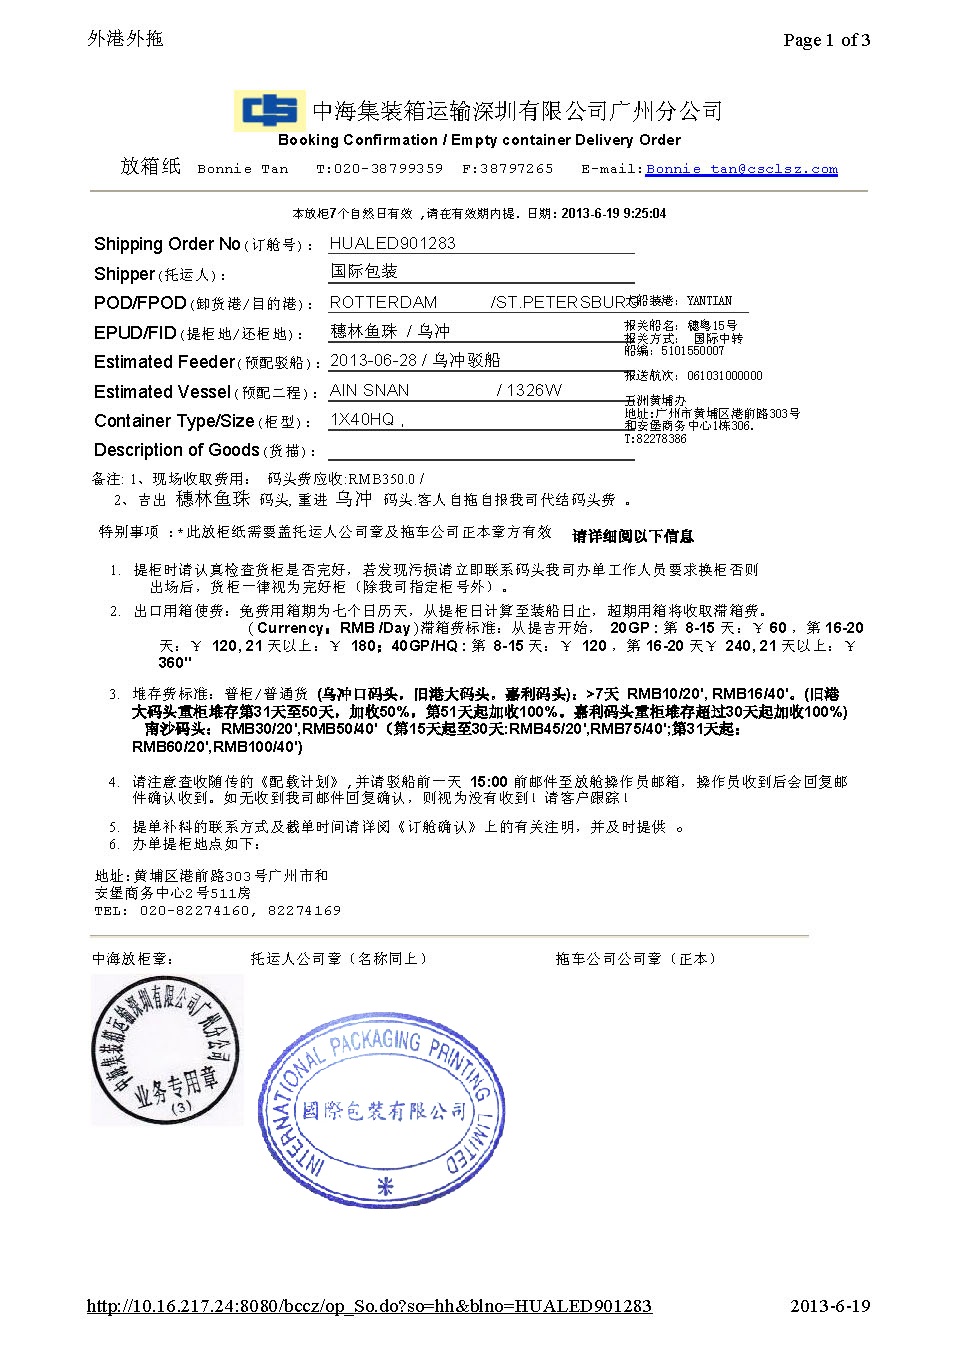 外港外拖
Page 1 of 3
中海集装箱运输深圳有限公司广州分公司
Booking Confirmation / Empty container Delivery Order
放箱纸 Bonnie Tan T:020-38799359 F:38797265 E-mail:Bonnie_tan@csclsz.com
本放柜7个自然日有效 ,请在有效期内提. 日期: 2013-6-19 9:25:04
Shipping Order No(订舱号): HUALED901283
Shipper(托运人): 国际包装
POD/FPOD(卸货港/目的港): ROTTERDAM /ST.PETERSBURG
大船装港: YANTIAN
EPUD/FID(提柜地/还柜地): 穗林鱼珠 / 乌冲
报关船名: 穗粤15号
报关方式: 国际中转
船编: 5101550007
Estimated Feeder(预配驳船): 2013-06-28 / 乌冲驳船
报送航次: 061031000000
Estimated Vessel(预配二程): AIN SNAN / 1326W
五洲黄埔办
地址:广州市黄埔区港前路303号
和安堡商务中心1栋306.
T:82278386
Container Type/Size(柜型): 1X40HQ ,
Description of Goods(货描):
备注: 1、现场收取费用: 码头费应收:RMB350.0 /
2、吉出 穗林鱼珠 码头, 重进 乌冲 码头.客人自拖自报我司代结码头费 。
特别事项 :*此放柜纸需要盖托运人公司章及拖车公司正本章方有效 请详细阅以下信息
1. 提柜时请认真检查货柜是否完好, 若发现污损请立即联系码头我司办单工作人员要求换柜否则
出场后, 货柜一律视为完好柜（除我司指定柜号外）。
2. 出口用箱使费: 免费用箱期为七个日历天, 从提柜日计算至装船日止, 超期用箱将收取滞箱费。
( Currency: RMB /Day )滞箱费标准: 从提吉开始, 20GP : 第 8-15 天: ￥60 , 第 16-20
天: ￥ 120, 21 天以上: ￥ 180; 40GP/HQ : 第 8-15 天: ￥ 120 , 第 16-20 天￥ 240, 21 天以上: ￥
360"
3. 堆存费标准: 普柜/普通货 (乌冲口码头, 旧港大码头, 嘉利码头): >7天 RMB10/20', RMB16/40'。(旧港
大码头重柜堆存第31天至50天, 加收50%, 第51天起加收100%。嘉利码头重柜堆存超过30天起加收100%)
南沙码头: RMB30/20',RMB50/40'（第15天起至30天:RMB45/20',RMB75/40';第31天起:
RMB60/20',RMB100/40')
4. 请注意查收随传的《配载计划》,并请驳船前一天 15:00 前邮件至放舱操作员邮箱, 操作员收到后会回复邮
件确认收到。如无收到我司邮件回复确认, 则视为没有收到! 请客户跟踪!
5. 提单补料的联系方式及截单时间请详阅《订舱确认》上的有关注明, 并及时提供 。
6. 办单提柜地点如下:
地址:黄埔区港前路303号广州市和
安堡商务中心2号511房
TEL: 020-82274160, 82274169
中海放柜章: 托运人公司章（名称同上） 拖车公司公司章（正本）
中海集装箱运输深圳有限公司广州分公司
业务专用章
(3)
INTERNATIONAL PACKAGING PRINTING LIMITED
國際包裝有限公司
http://10.16.217.24:8080/bccz/op_So.do?so=hh&blno=HUALED901283
2013-6-19